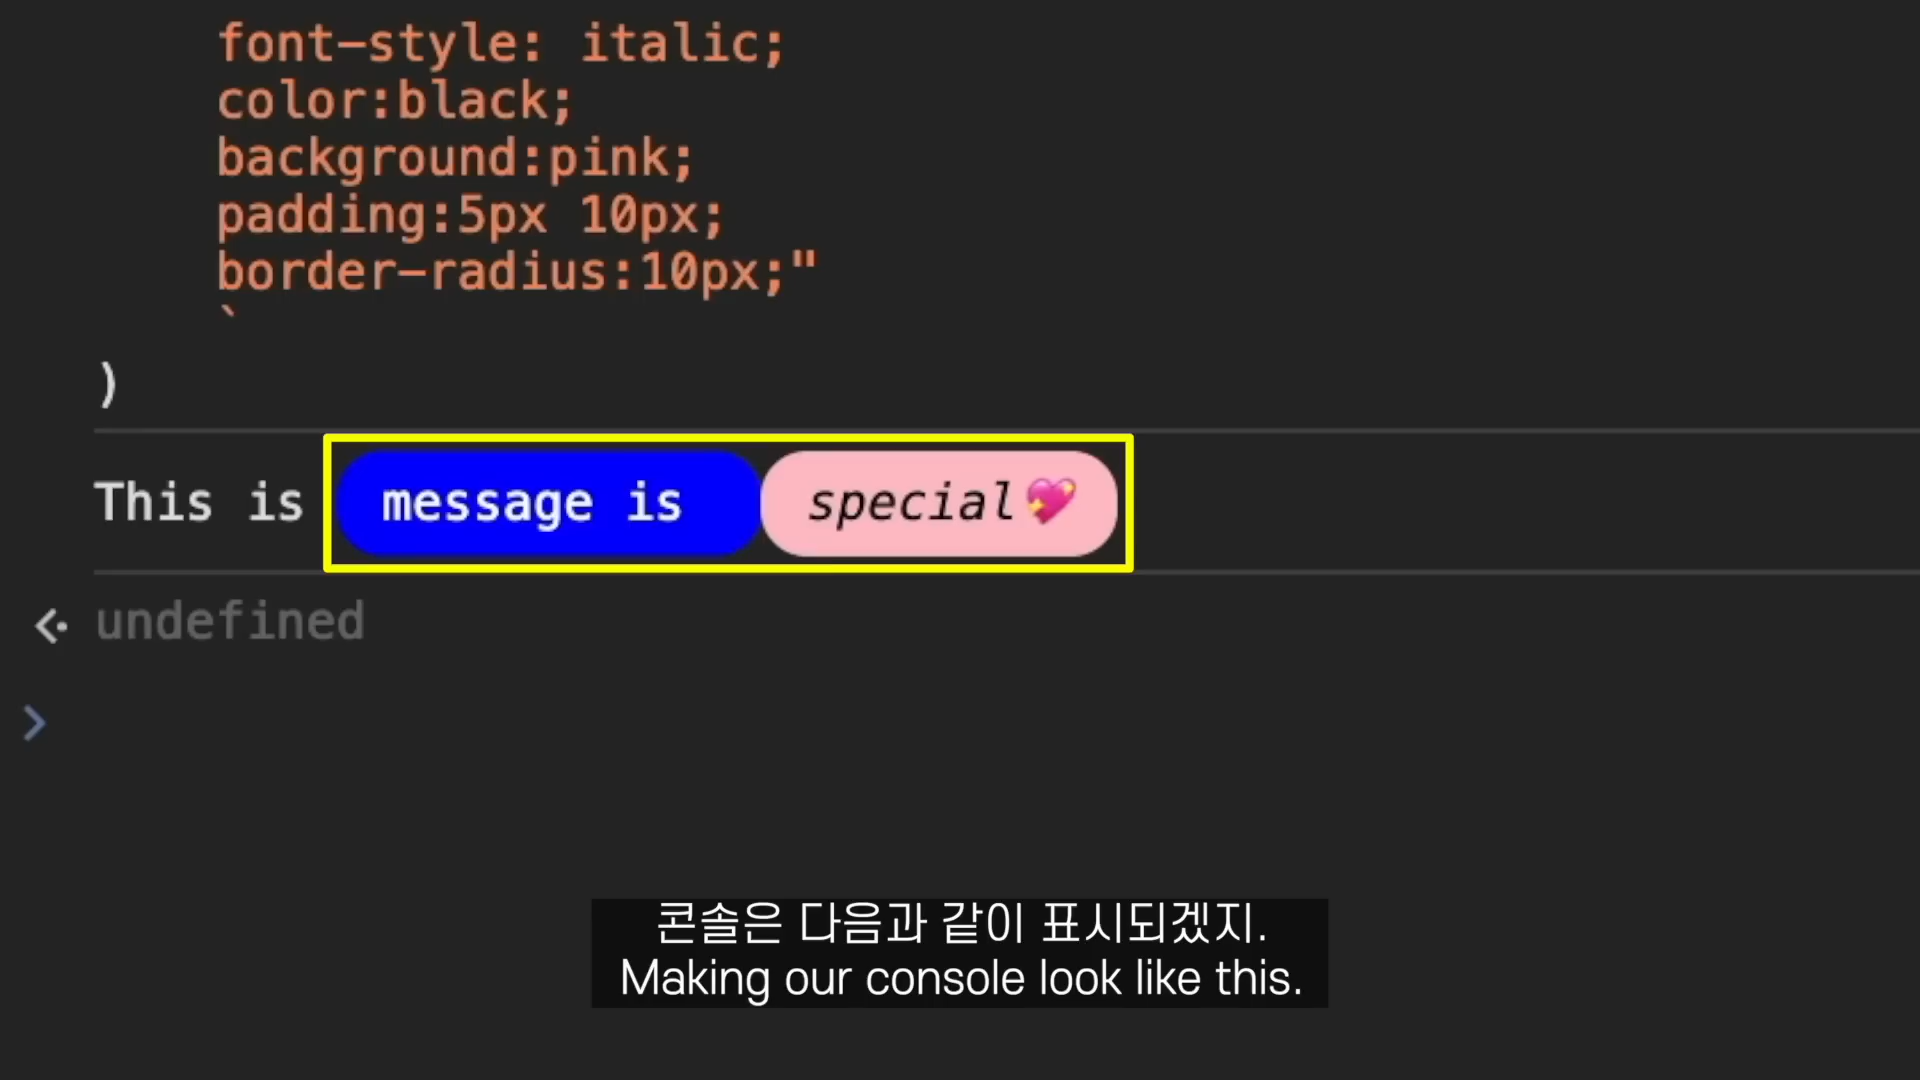 font-style: italic;
color:black;
background:pink;
padding:5px 10px;
border-radius:10px;"
`
)
This is message is special💖
undefined
콘솔은 다음과 같이 표시되겠지.
Making our console look like this.